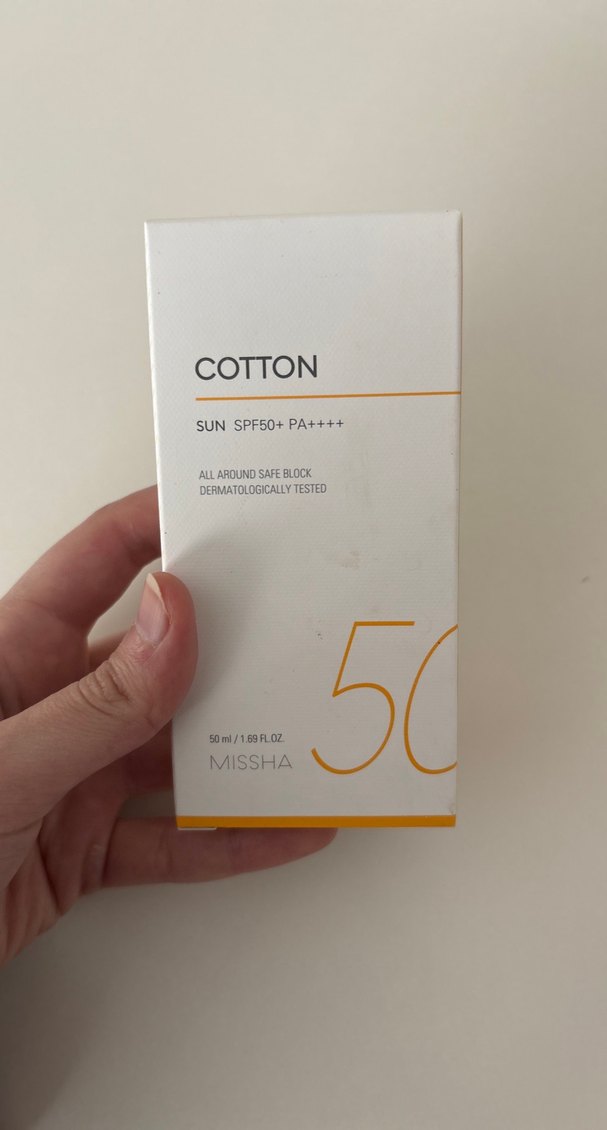 COTTON
SUN SPF50+ PA++++
ALL AROUND SAFE BLOCK
DERMATOLOGICALLY TESTED
50
50 ml / 1.69 FL.OZ.
MISSHA